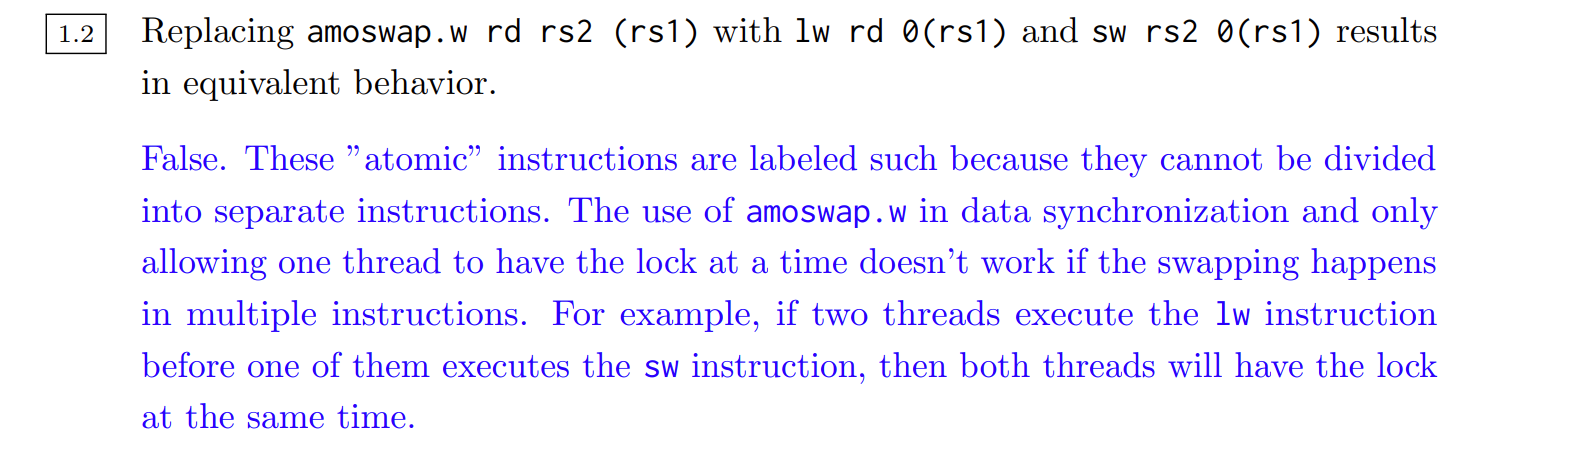 1.2 Replacing amoswap.w rd rs2 (rs1) with lw rd 0(rs1) and sw rs2 0(rs1) results
in equivalent behavior.
False. These ”atomic” instructions are labeled such because they cannot be divided
into separate instructions. The use of amoswap.w in data synchronization and only
allowing one thread to have the lock at a time doesn’t work if the swapping happens
in multiple instructions. For example, if two threads execute the lw instruction
before one of them executes the sw instruction, then both threads will have the lock
at the same time.